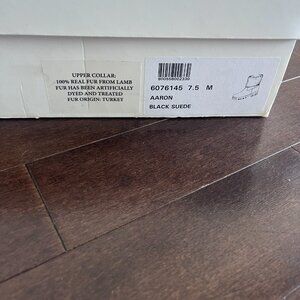 UPPER COLLAR:
100% REAL FUR FROM LAMB
FUR HAS BEEN ARTIFICIALLY
DYED AND TREATED
FUR ORIGIN: TURKEY
6076145 7.5 M
AARON
BLACK SUEDE